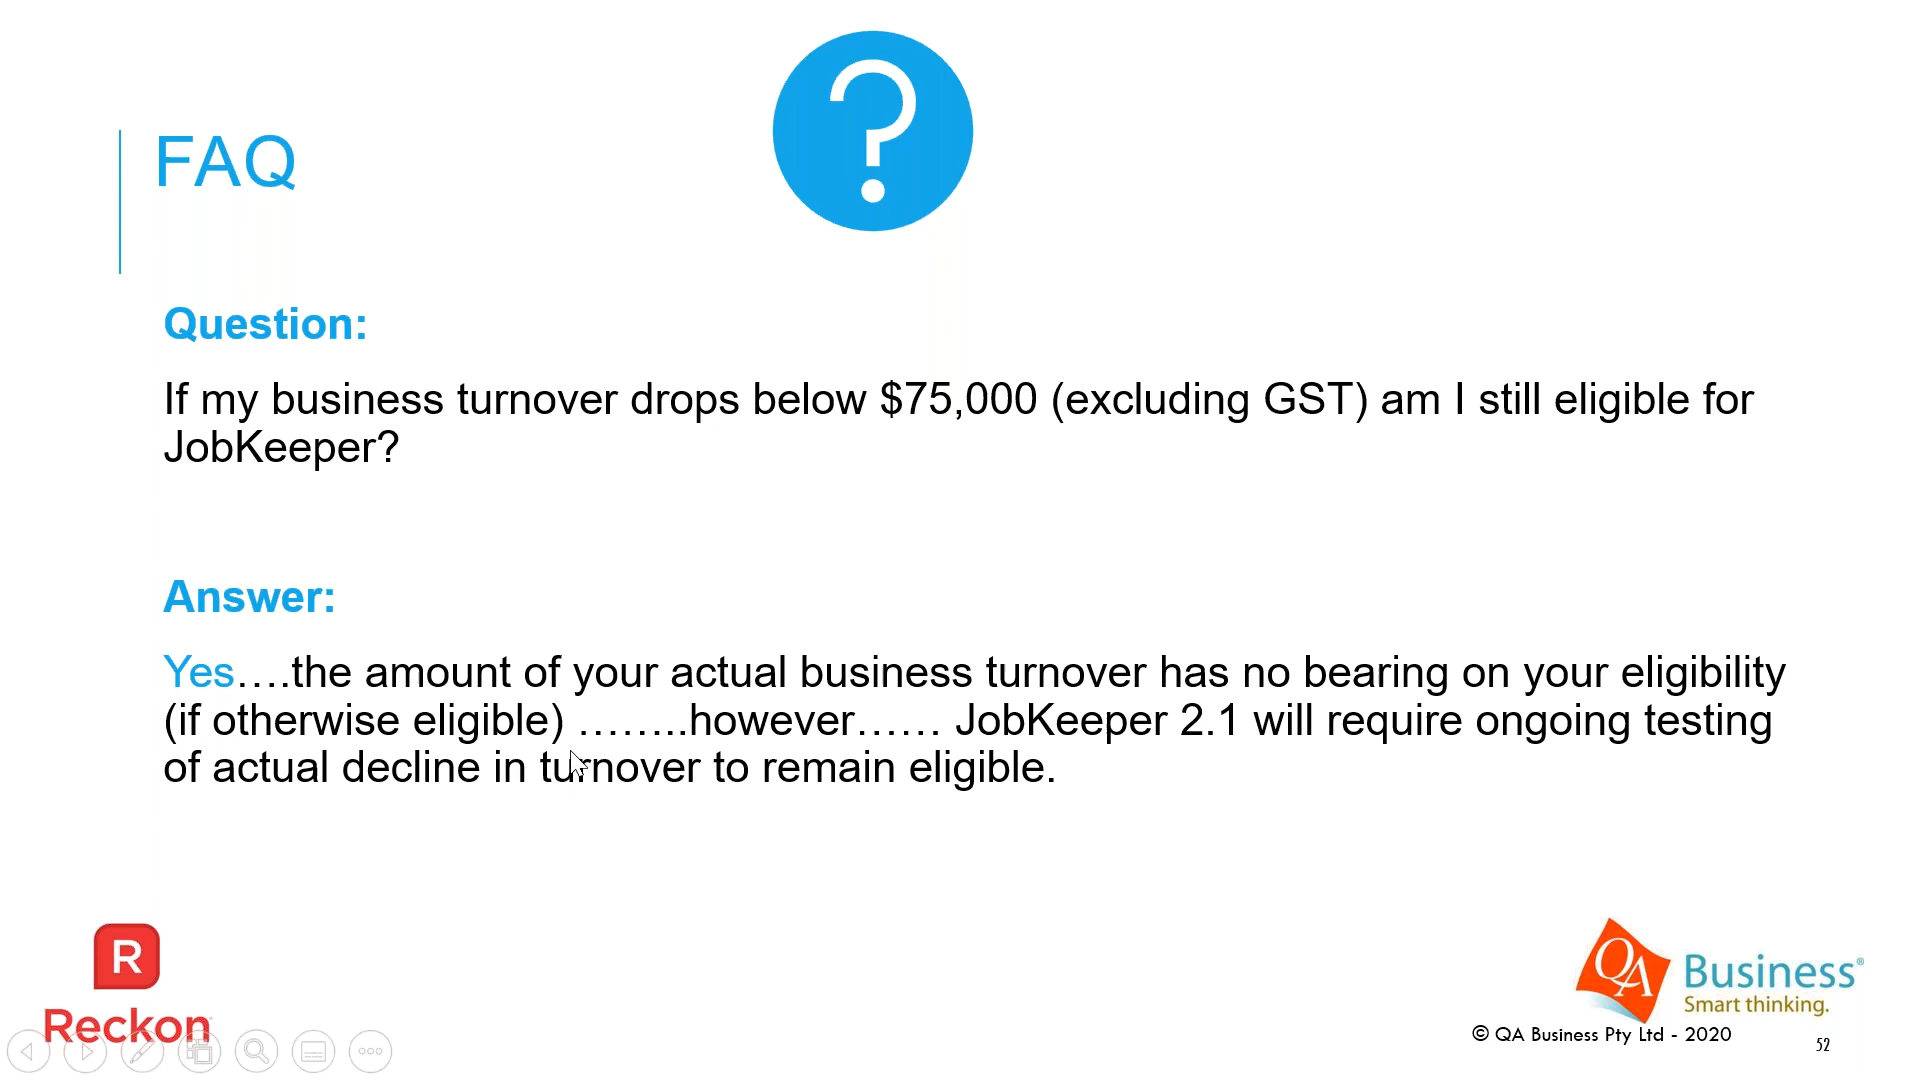 FAQ
Question:
If my business turnover drops below $75,000 (excluding GST) am I still eligible for
JobKeeper?
Answer:
Yes….the amount of your actual business turnover has no bearing on your eligibility
(if otherwise eligible) ……..however…… JobKeeper 2.1 will require ongoing testing
of actual decline in turnover to remain eligible.
R
Reckon
QA Business®
Smart thinking.
© QA Business Pty Ltd - 2020
52